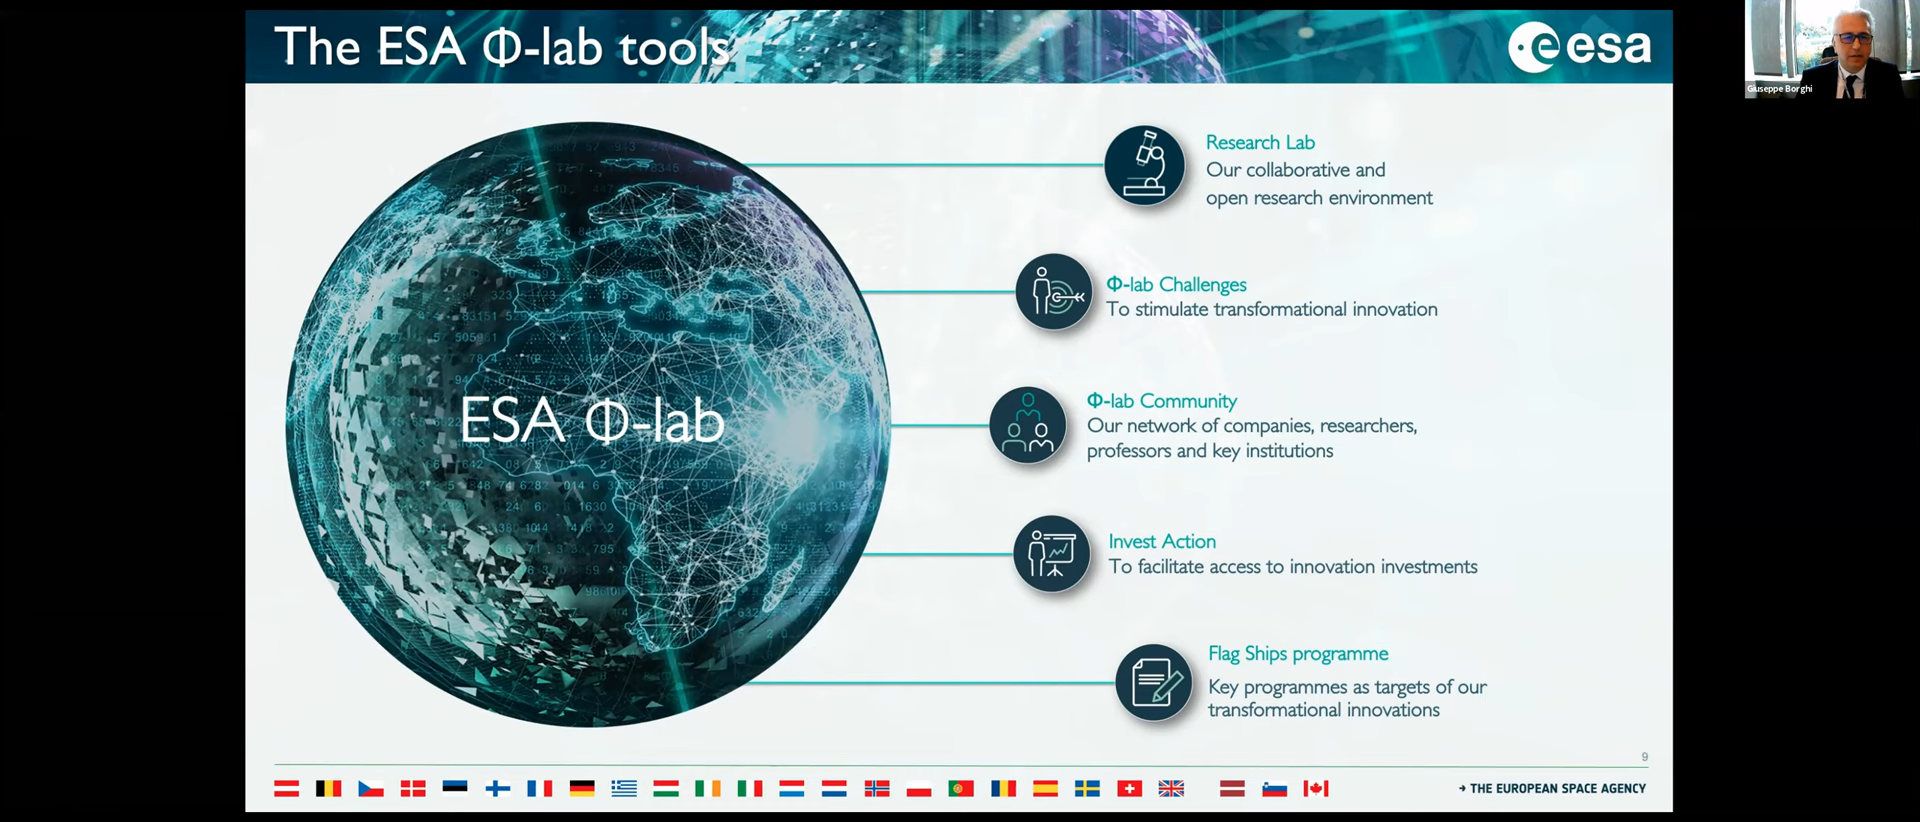 The ESA Φ-lab tools
esa
Giuseppe Borghi
Research Lab
Our collaborative and
open research environment
Φ-lab Challenges
To stimulate transformational innovation
ESA Φ-lab
Φ-lab Community
Our network of companies, researchers,
professors and key institutions
Invest Action
To facilitate access to innovation investments
Flag Ships programme
Key programmes as targets of our
transformational innovations
9
→ THE EUROPEAN SPACE AGENCY